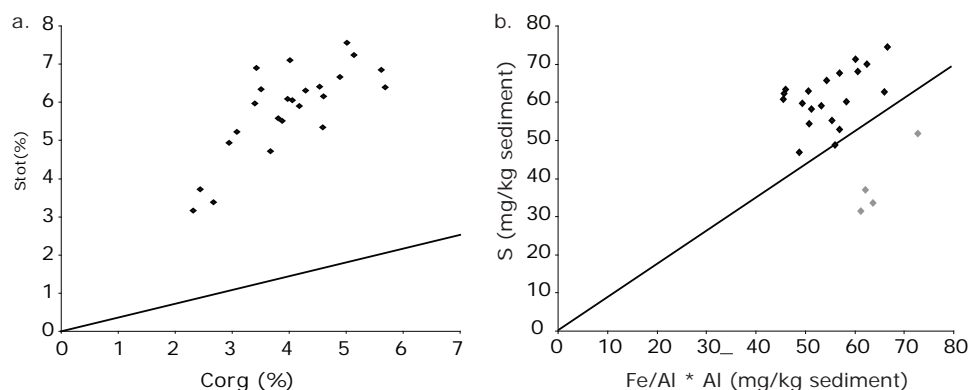 a.
8
7
6
5
4
3
2
1
0
Stot(%)
0 1 2 3 4 5 6 7
Corg (%)
b.
80
70
60
50
40
30
20
10
0
S (mg/kg sediment)
0 10 20 30_ 40 50 60 70 80
Fe/Al * Al (mg/kg sediment)